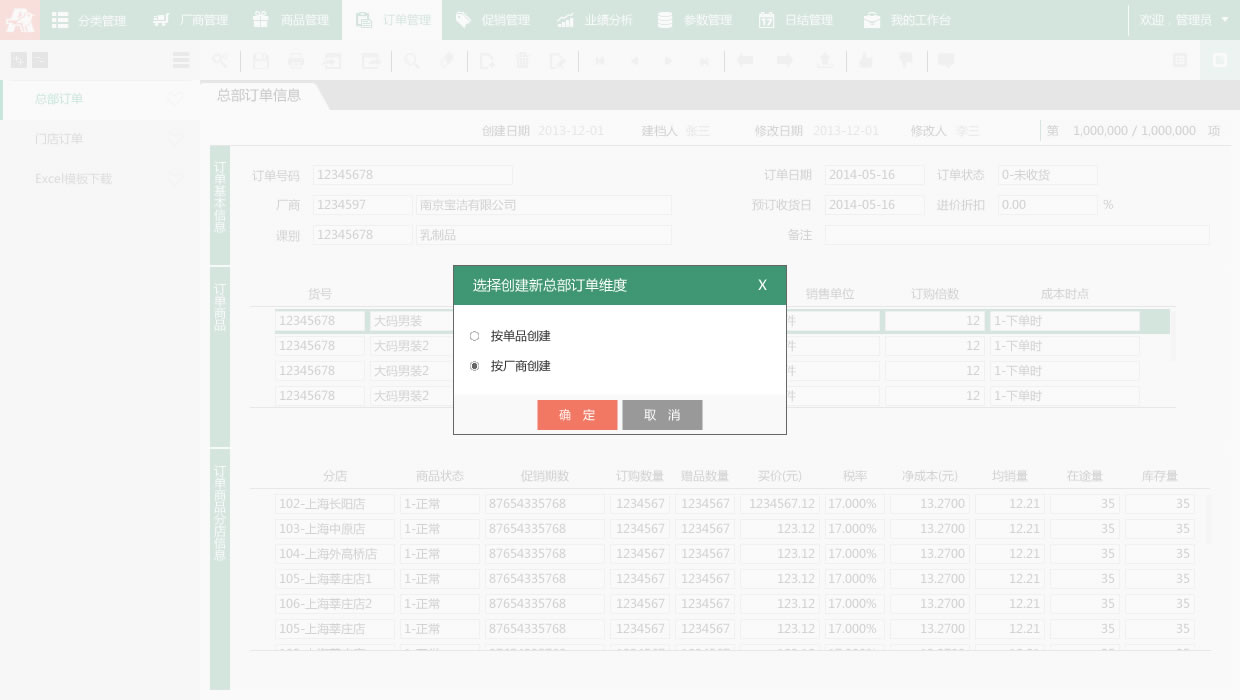 分类管理 厂商管理 商品管理 订单管理 促销管理 业绩分析 参数管理 日结管理 我的工作台 欢迎，管理员
总部订单
门店订单
Excel模板下载
总部订单信息
创建日期 2013-12-01 建档人 张三 修改日期 2013-12-01 修改人 李三 第 1,000,000 / 1,000,000 项
订单基本信息
订单号码 12345678 订单日期 2014-05-16 订单状态 0-未收货
厂商 1234597 南京宝洁有限公司 预订收货日 2014-05-16 进价折扣 0.00 %
课别 12345678 乳制品 备注
订单商品
货号 销售单位 订购倍数 成本时点
12345678 大码男装 件 12 1-下单时
12345678 大码男装2 件 12 1-下单时
12345678 大码男装2 件 12 1-下单时
12345678 大码男装2 件 12 1-下单时
选择创建新总部订单维度 X
按单品创建
按厂商创建
确 定 取 消
订单商品分店信息
分店 商品状态 促销期数 订购数量 赠品数量 买价(元) 税率 净成本(元) 均销量 在途量 库存量
102-上海长阳店 1-正常 87654335768 1234567 1234567 1234567.12 17.000% 13.2700 12.21 35 35
103-上海中原店 1-正常 87654335768 1234567 1234567 123.12 17.000% 13.2700 12.21 35 35
104-上海外高桥店 1-正常 87654335768 1234567 1234567 123.12 17.000% 13.2700 12.21 35 35
105-上海莘庄店1 1-正常 87654335768 1234567 1234567 123.12 17.000% 13.2700 12.21 35 35
106-上海莘庄店2 1-正常 87654335768 1234567 1234567 123.12 17.000% 13.2700 12.21 35 35
105-上海莘庄店 1-正常 87654335768 1234567 1234567 123.12 17.000% 13.2700 12.21 35 35